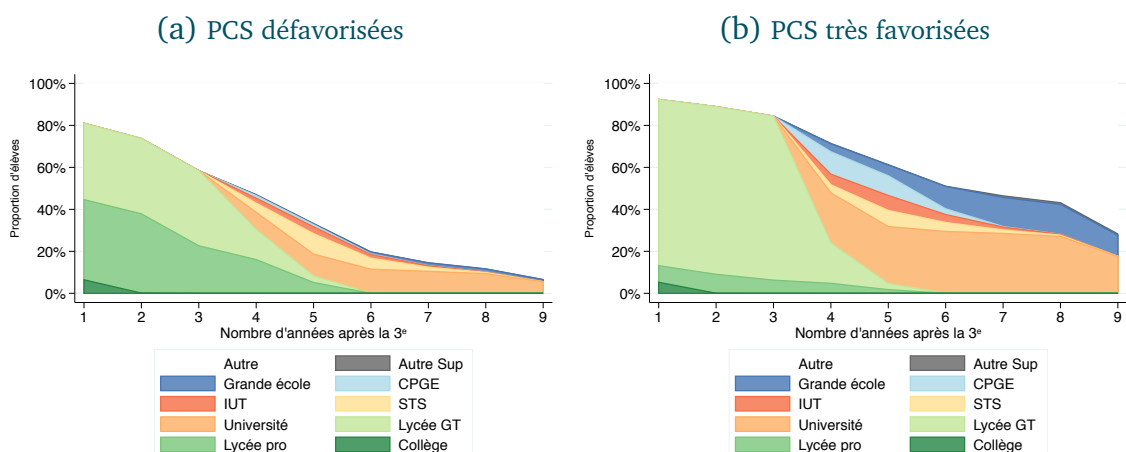 (a) PCS défavorisées
100%
80%
60%
40%
20%
0%
Proportion d'élèves
1 2 3 4 5 6 7 8 9
Nombre d'années après la 3e
Autre Autre Sup
Grande école CPGE
IUT STS
Université Lycée GT
Lycée pro Collège
(b) PCS très favorisées
100%
80%
60%
40%
20%
0%
Proportion d'élèves
1 2 3 4 5 6 7 8 9
Nombre d'années après la 3e
Autre Autre Sup
Grande école CPGE
IUT STS
Université Lycée GT
Lycée pro Collège